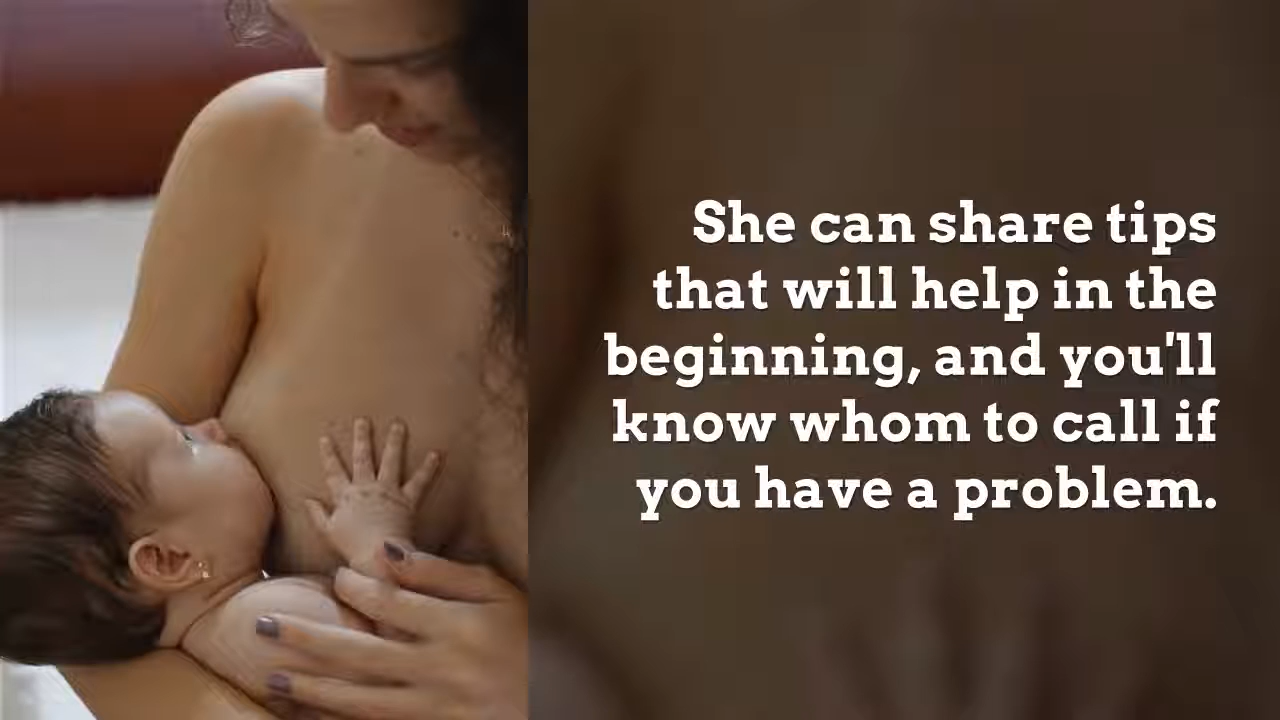 She can share tips
that will help in the
beginning, and you'll
know whom to call if
you have a problem.